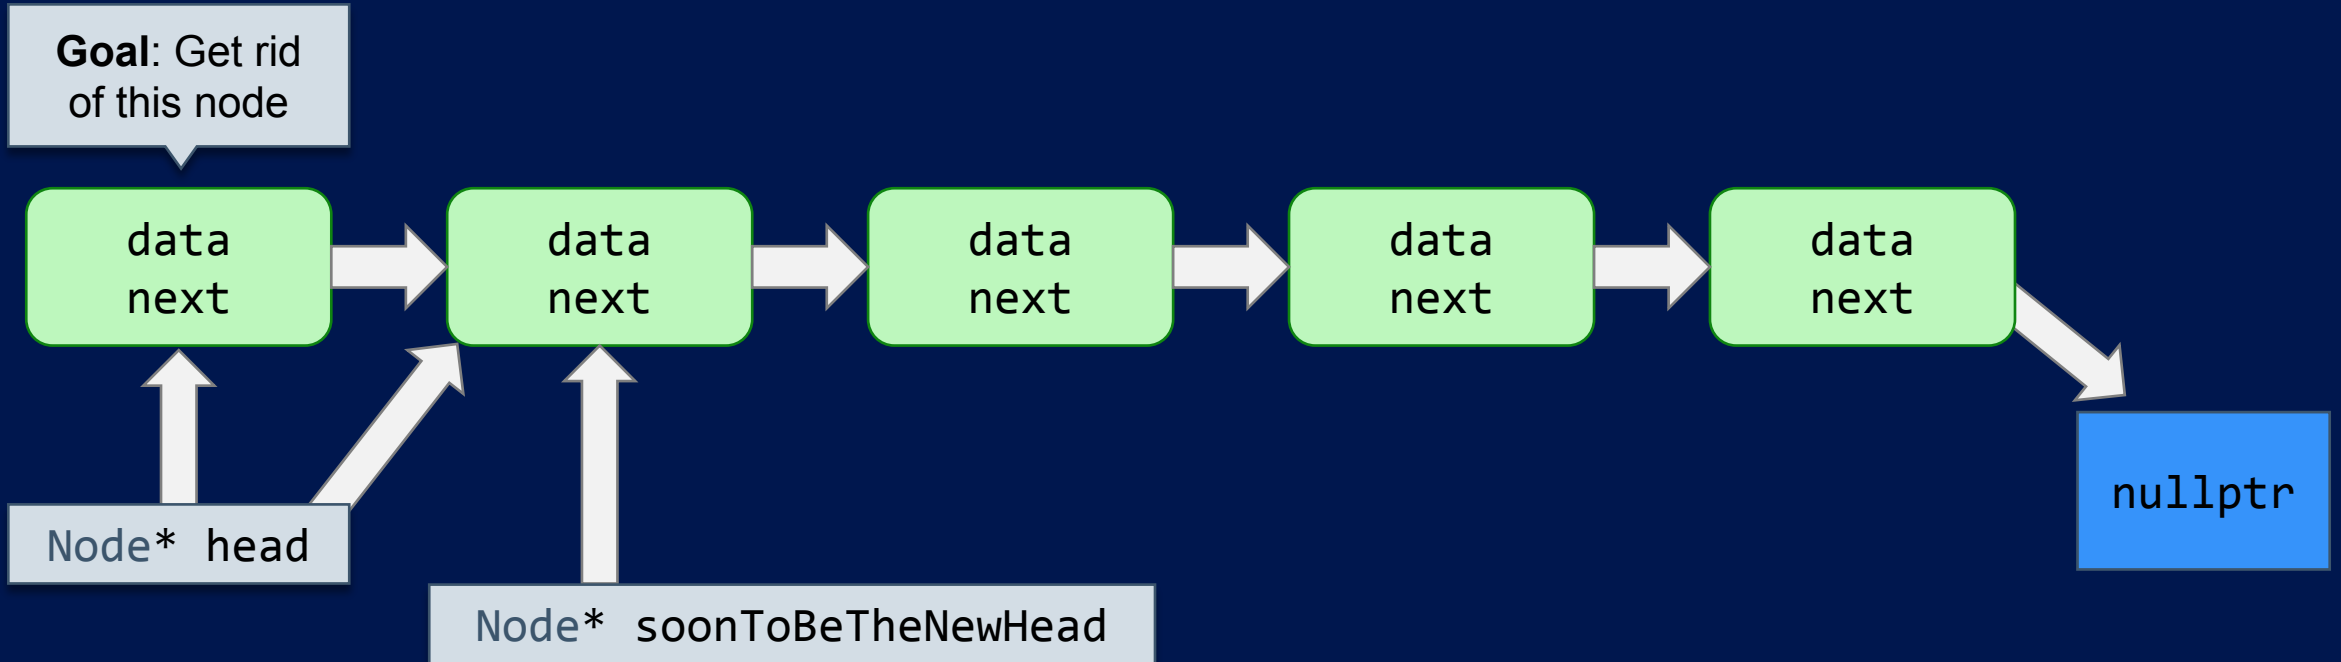 Goal: Get rid
of this node
data
next
data
next
data
next
data
next
data
next
Node* head
nullptr
Node* soonToBeTheNewHead